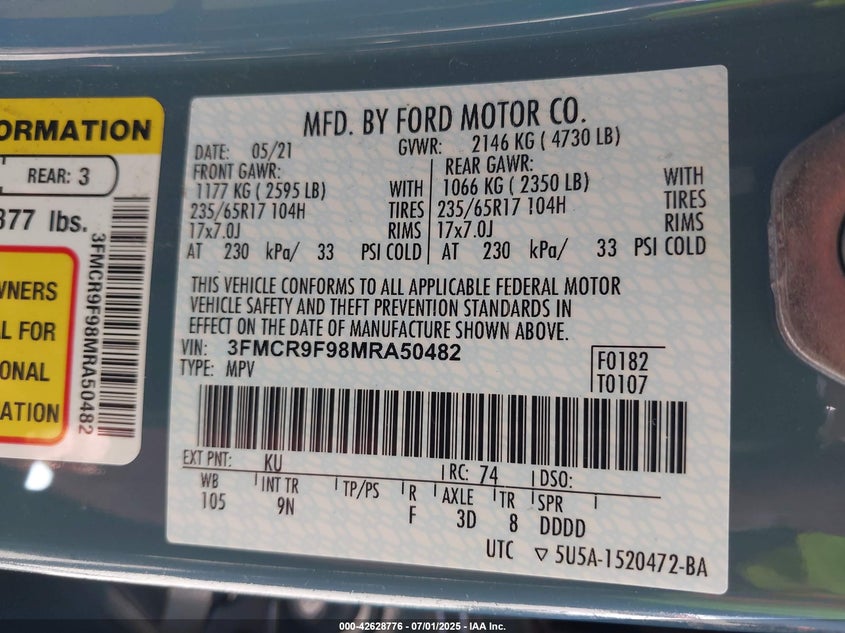 ORMATION
REAR: 3
877 lbs.
WNERS
AL FOR
ONAL
ATION
3FMCR9F98MRA50482
MFD. BY FORD MOTOR CO.
DATE: 05/21 GVWR: 2146 KG ( 4730 LB)
FRONT GAWR: REAR GAWR:
1177 KG ( 2595 LB) WITH 1066 KG ( 2350 LB) WITH
235/65R17 104H TIRES 235/65R17 104H TIRES
17x7.0J RIMS 17x7.0J RIMS
AT 230 kPa/ 33 PSI COLD AT 230 kPa/ 33 PSI COLD
THIS VEHICLE CONFORMS TO ALL APPLICABLE FEDERAL MOTOR
VEHICLE SAFETY AND THEFT PREVENTION STANDARDS IN
EFFECT ON THE DATE OF MANUFACTURE SHOWN ABOVE.
VIN: 3FMCR9F98MRA50482 F0182
TYPE: MPV T0107
EXT PNT: KU RC: 74 DSO:
WB INT TR TP/PS R AXLE TR SPR
105 9N F 3D 8 DDDD
UTC ▽ 5U5A-1520472-BA
000-42628776 - 07/01/2025 - IAA Inc.